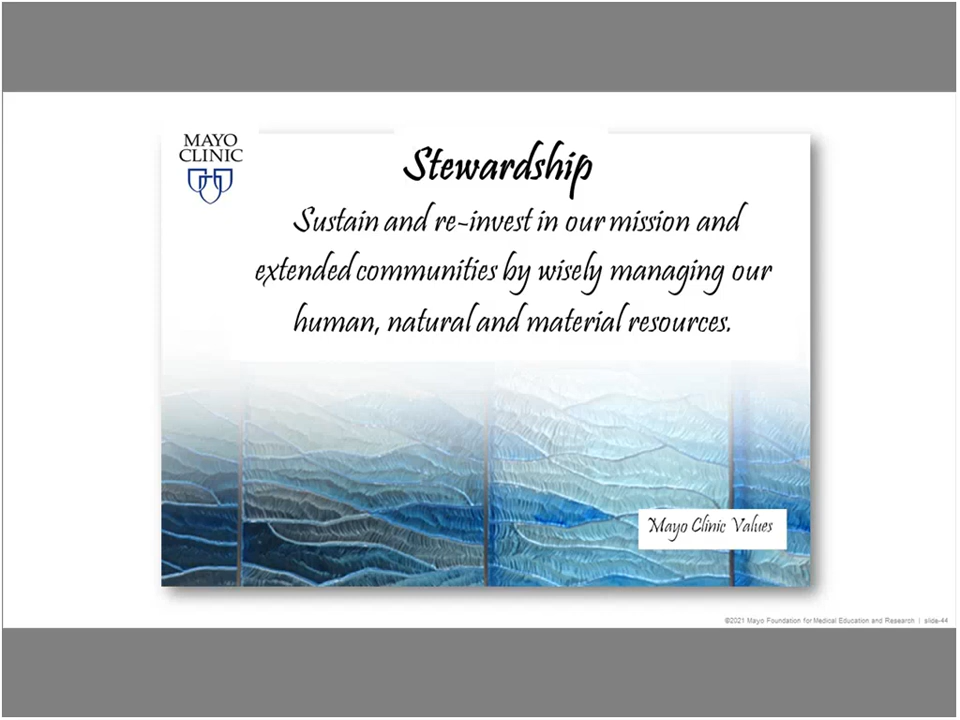 MAYO
CLINIC
Stewardship
Sustain and re-invest in our mission and
extended communities by wisely managing our
human, natural and material resources.
Mayo Clinic Values
©2021 Mayo Foundation for Medical Education and Research | slide-44